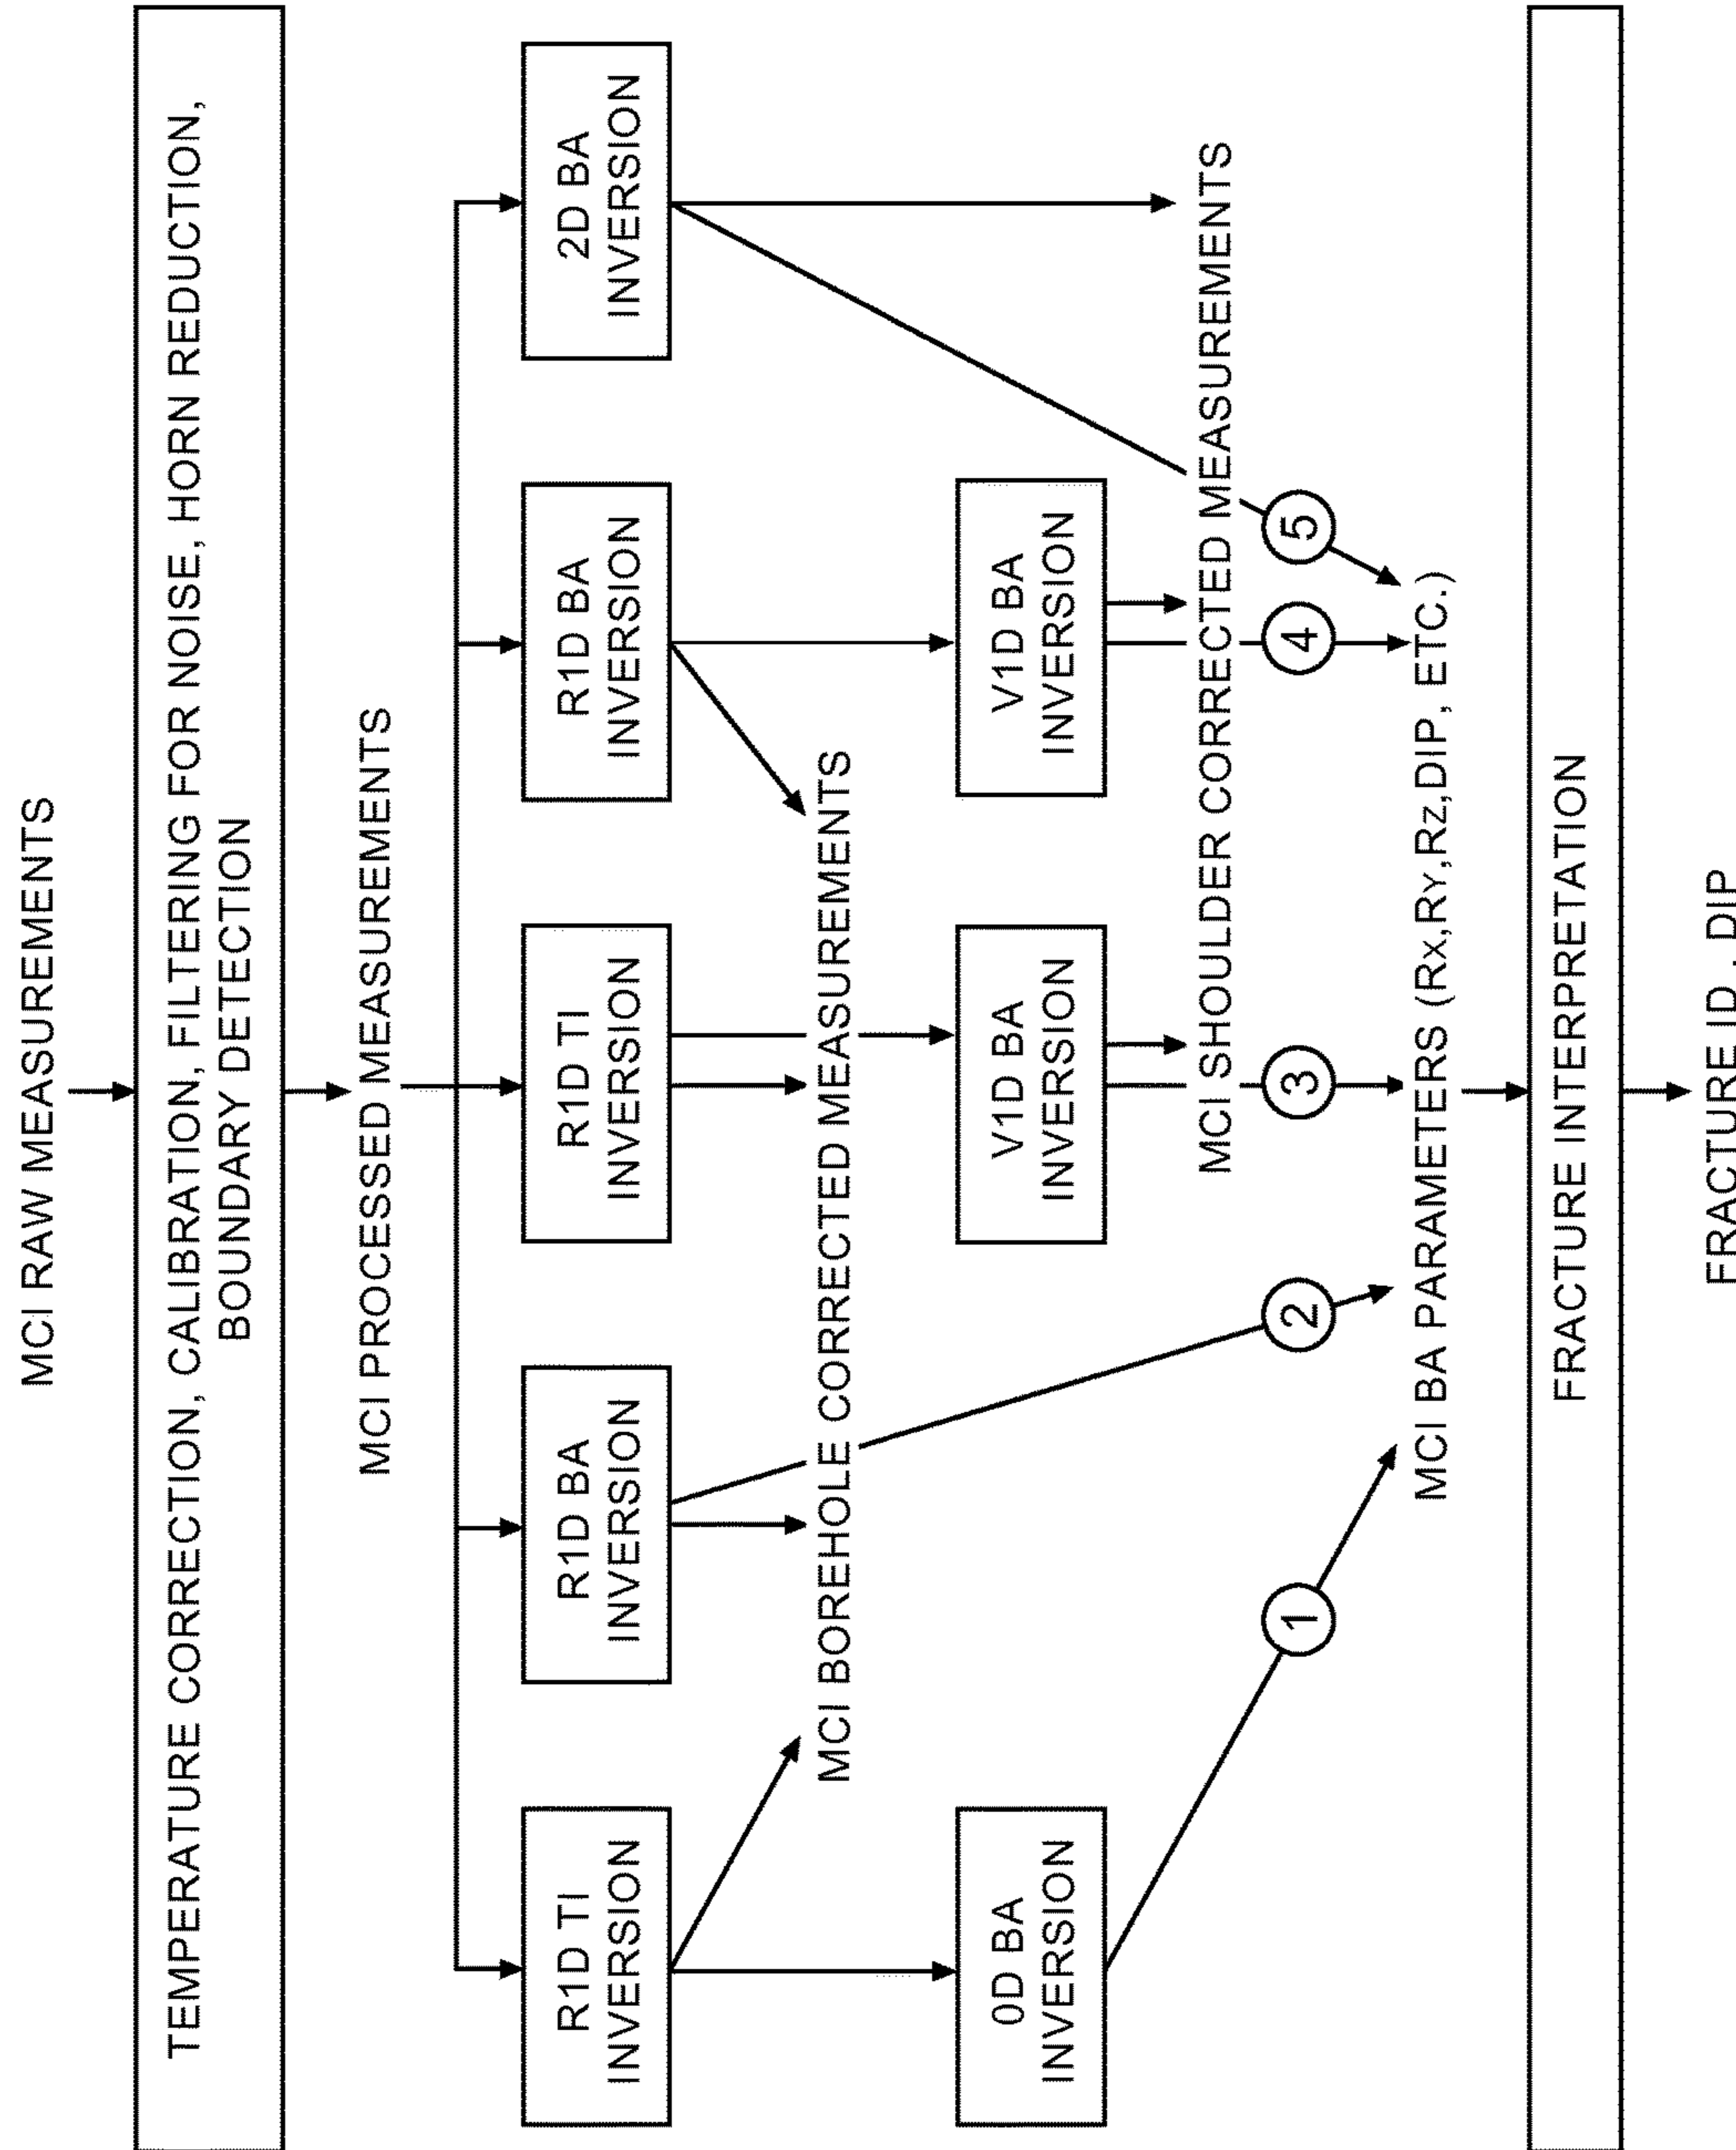 MCI RAW MEASUREMENTS
TEMPERATURE CORRECTION, CALIBRATION, FILTERING FOR NOISE, HORN REDUCTION,
BOUNDARY DETECTION
MCI PROCESSED MEASUREMENTS
R1D TI
INVERSION
R1D BA
INVERSION
R1D TI
INVERSION
R1D BA
INVERSION
2D BA
INVERSION
MCI BOREHOLE CORRECTED MEASUREMENTS
0D BA
INVERSION
V1D BA
INVERSION
V1D BA
INVERSION
MCI SHOULDER CORRECTED MEASUREMENTS
1
2
3
4
5
MCI BA PARAMETERS (Rx,RY,Rz,DIP, ETC.)
FRACTURE INTERPRETATION
FRACTURE ID , DIP